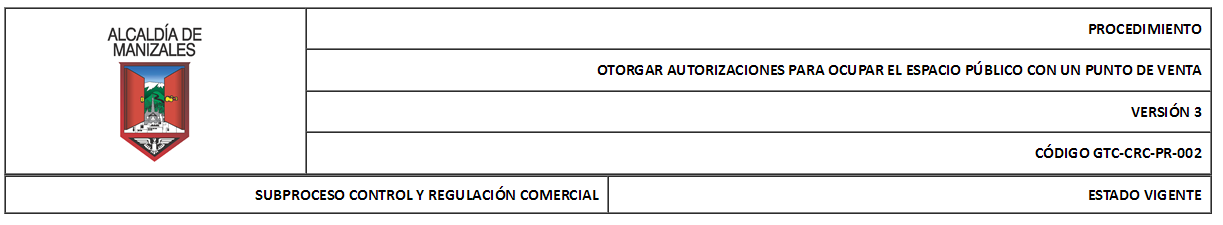 ALCALDÍA DE
MANIZALES
PROCEDIMIENTO
OTORGAR AUTORIZACIONES PARA OCUPAR EL ESPACIO PÚBLICO CON UN PUNTO DE VENTA
VERSIÓN 3
CÓDIGO GTC-CRC-PR-002
SUBPROCESO CONTROL Y REGULACIÓN COMERCIAL
ESTADO VIGENTE